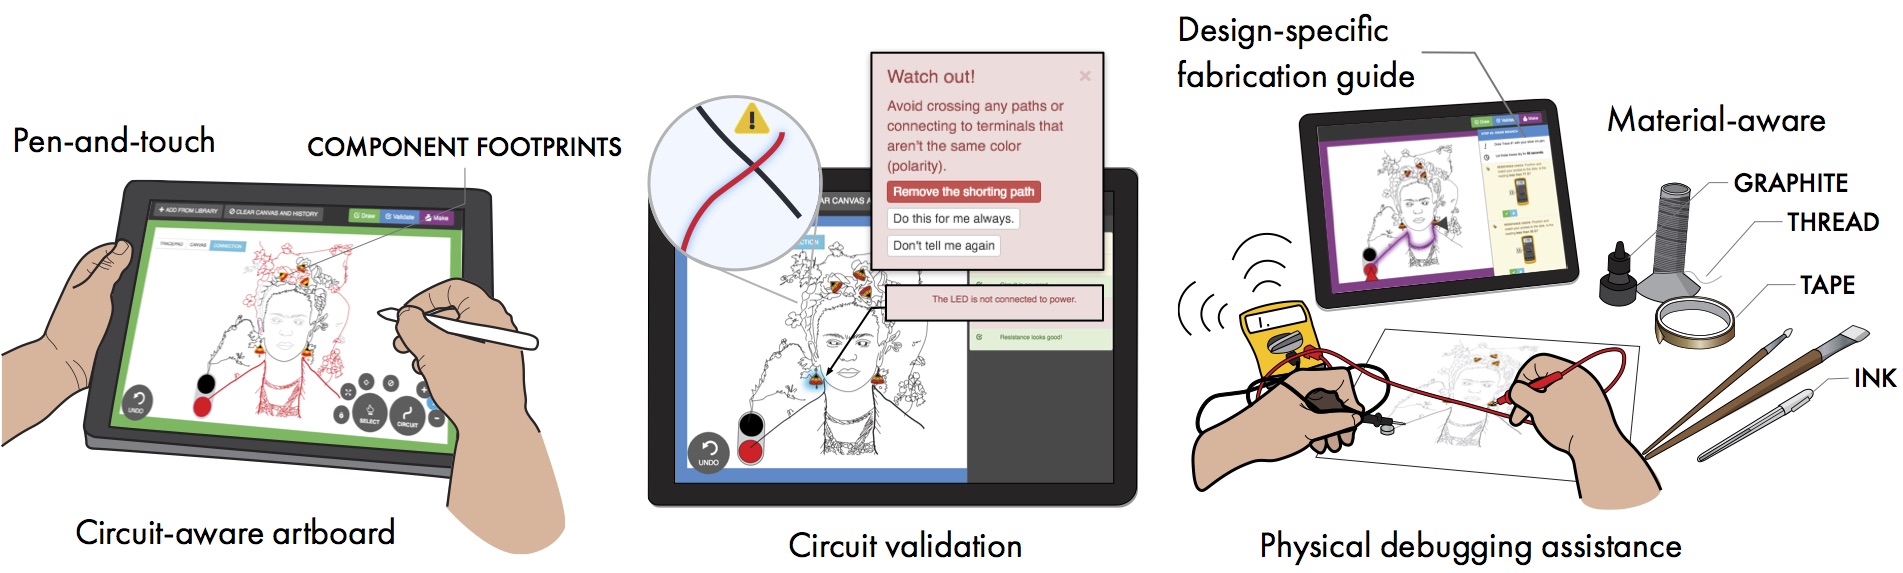 Pen-and-touch
COMPONENT FOOTPRINTS
+ ADD FROM LIBRARY
CLEAR CANVAS AND HISTORY
Draw
Validate
Make
CANVAS
CONNECTION
UNDO
SELECT
CIRCUIT
Circuit-aware artboard
Watch out!
×
Avoid crossing any paths or
connecting to terminals that
aren't the same color
(polarity).
Remove the shorting path
Do this for me always.
Don't tell me again
AR CANVAS A
CTION
The LED is not connected to power.
Resistance looks good!
UNDO
Circuit validation
Design-specific
fabrication guide
Draw
Validate
Make
Material-aware
GRAPHITE
THREAD
TAPE
INK
Physical debugging assistance